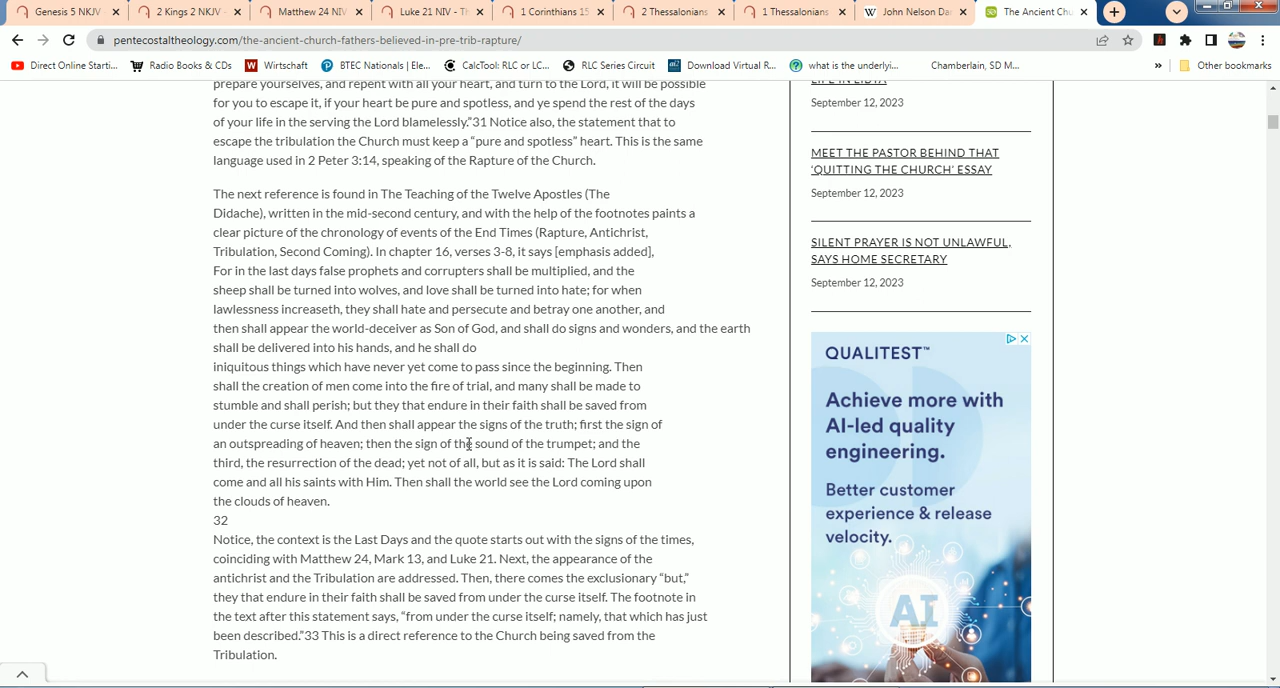 Genesis 5 NKJV
2 Kings 2 NKJV -
Matthew 24 NIV
Luke 21 NIV - Tr
1 Corinthians 15
2 Thessalonians
1 Thessalonians
John Nelson Da
The Ancient Chu
pentecostaltheology.com/the-ancient-church-fathers-believed-in-pre-trib-rapture/
Direct Online Starti...
Radio Books & CDs
Wirtschaft
BTEC Nationals | Ele...
CalcTool: RLC or LC...
RLC Series Circuit
Download Virtual R...
what is the underlyi...
Chamberlain, SD M...
»
Other bookmarks
prepare yourselves, and repent with all your heart, and turn to the Lord, it will be possible
for you to escape it, if your heart be pure and spotless, and ye spend the rest of the days
of your life in the serving the Lord blamelessly.”31 Notice also, the statement that to
escape the tribulation the Church must keep a “pure and spotless” heart. This is the same
language used in 2 Peter 3:14, speaking of the Rapture of the Church.
The next reference is found in The Teaching of the Twelve Apostles (The
Didache), written in the mid-second century, and with the help of the footnotes paints a
clear picture of the chronology of events of the End Times (Rapture, Antichrist,
Tribulation, Second Coming). In chapter 16, verses 3-8, it says [emphasis added],
For in the last days false prophets and corrupters shall be multiplied, and the
sheep shall be turned into wolves, and love shall be turned into hate; for when
lawlessness increaseth, they shall hate and persecute and betray one another, and
then shall appear the world-deceiver as Son of God, and shall do signs and wonders, and the earth
shall be delivered into his hands, and he shall do
iniquitous things which have never yet come to pass since the beginning. Then
shall the creation of men come into the fire of trial, and many shall be made to
stumble and shall perish; but they that endure in their faith shall be saved from
under the curse itself. And then shall appear the signs of the truth; first the sign of
an outspreading of heaven; then the sign of the sound of the trumpet; and the
third, the resurrection of the dead; yet not of all, but as it is said: The Lord shall
come and all his saints with Him. Then shall the world see the Lord coming upon
the clouds of heaven.
32
Notice, the context is the Last Days and the quote starts out with the signs of the times,
coinciding with Matthew 24, Mark 13, and Luke 21. Next, the appearance of the
antichrist and the Tribulation are addressed. Then, there comes the exclusionary “but,”
they that endure in their faith shall be saved from under the curse itself. The footnote in
the text after this statement says, “from under the curse itself; namely, that which has just
been described.”33 This is a direct reference to the Church being saved from the
Tribulation.
LIFE IN LIBYA
September 12, 2023
MEET THE PASTOR BEHIND THAT
‘QUITTING THE CHURCH’ ESSAY
September 12, 2023
SILENT PRAYER IS NOT UNLAWFUL,
SAYS HOME SECRETARY
September 12, 2023
QUALITEST™
Achieve more with
AI-led quality
engineering.
Better customer
experience & release
velocity.
AI